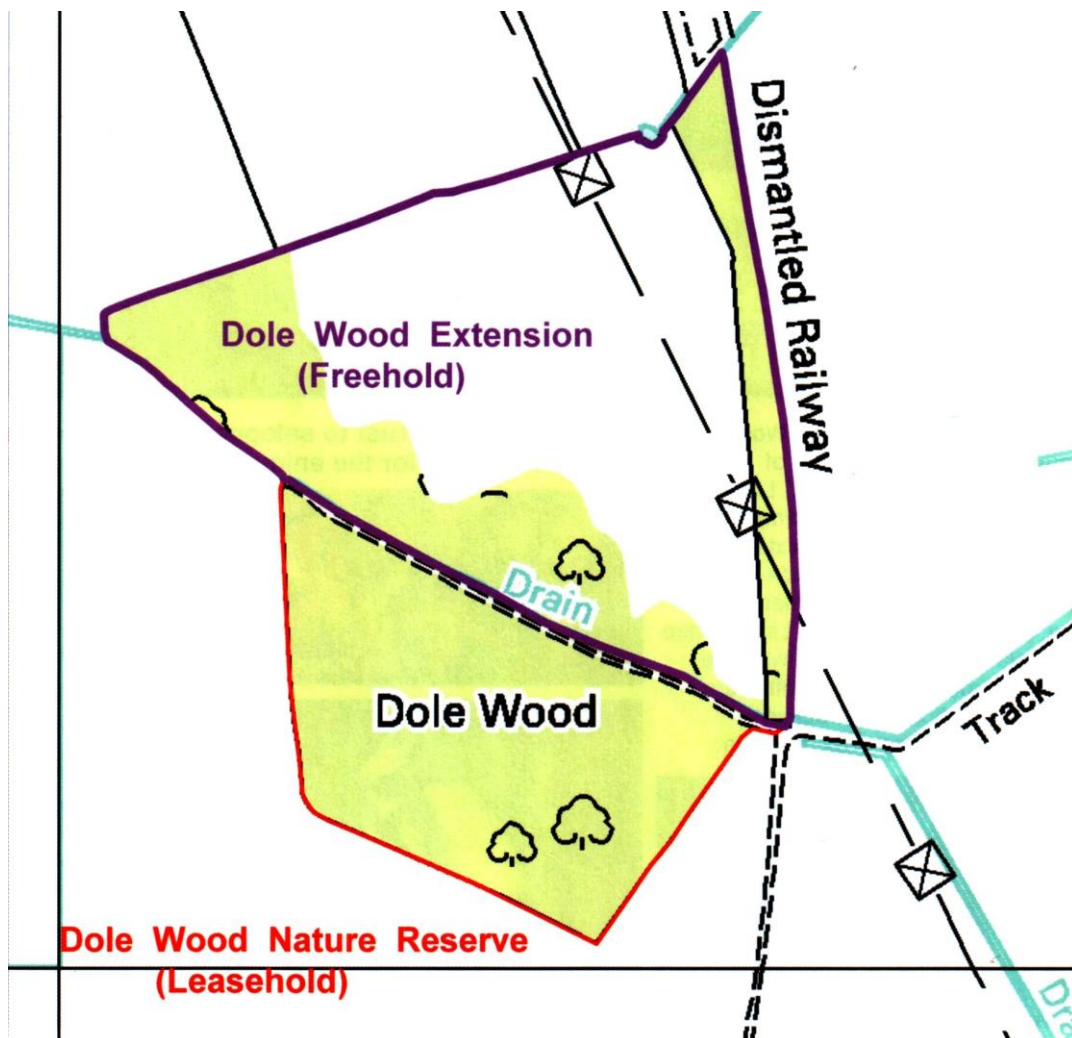 Dismantled Railway
Dole Wood Extension
(Freehold)
Drain
Dole Wood
Track
Dole Wood Nature Reserve
(Leasehold)